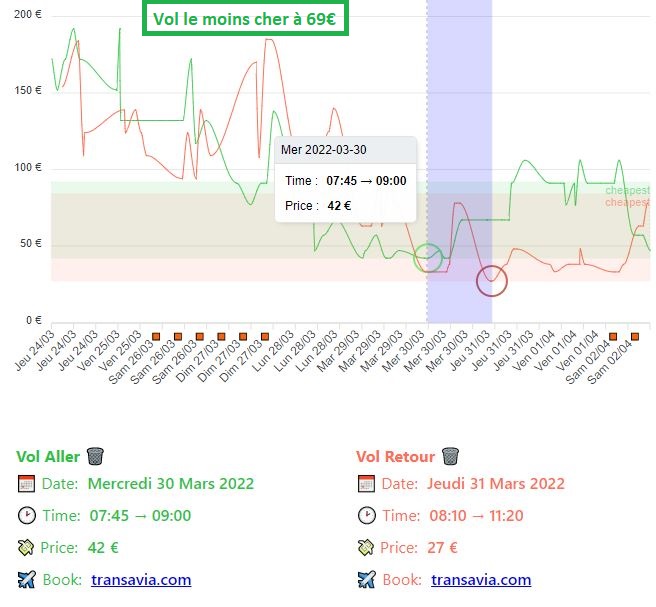 Vol le moins cher à 69€
200 €
150 €
100 €
50 €
0 €
Mer 2022-03-30
Time : 07:45 → 09:00
Price : 42 €
cheapest
cheapest
Jeu 24/03
Jeu 24/03
Jeu 24/03
Ven 25/03
Ven 25/03
Sam 26/03
Sam 26/03
Sam 26/03
Dim 27/03
Dim 27/03
Dim 27/03
Lun 28/03
Lun 28/03
Lun 28/03
Mar 29/03
Mar 29/03
Mar 29/03
Mer 30/03
Mer 30/03
Mer 30/03
Jeu 31/03
Jeu 31/03
Jeu 31/03
Ven 01/04
Ven 01/04
Ven 01/04
Sam 02/04
Sam 02/04
Vol Aller
Date: Mercredi 30 Mars 2022
Time: 07:45 → 09:00
Price: 42 €
Book: transavia.com
Vol Retour
Date: Jeudi 31 Mars 2022
Time: 08:10 → 11:20
Price: 27 €
Book: transavia.com